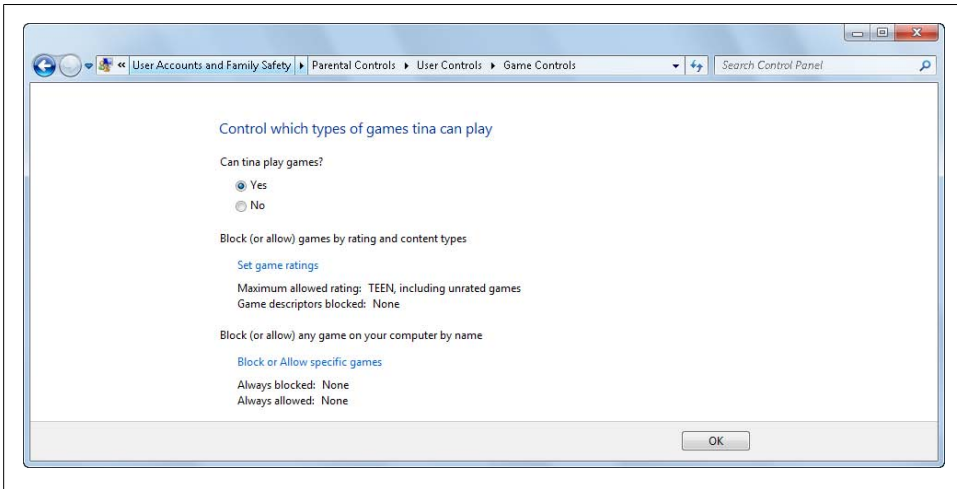 « User Accounts and Family Safety ▸ Parental Controls ▸ User Controls ▸ Game Controls
Search Control Panel
Control which types of games tina can play
Can tina play games?
Yes
No
Block (or allow) games by rating and content types
Set game ratings
Maximum allowed rating: TEEN, including unrated games
Game descriptors blocked: None
Block (or allow) any game on your computer by name
Block or Allow specific games
Always blocked: None
Always allowed: None
OK